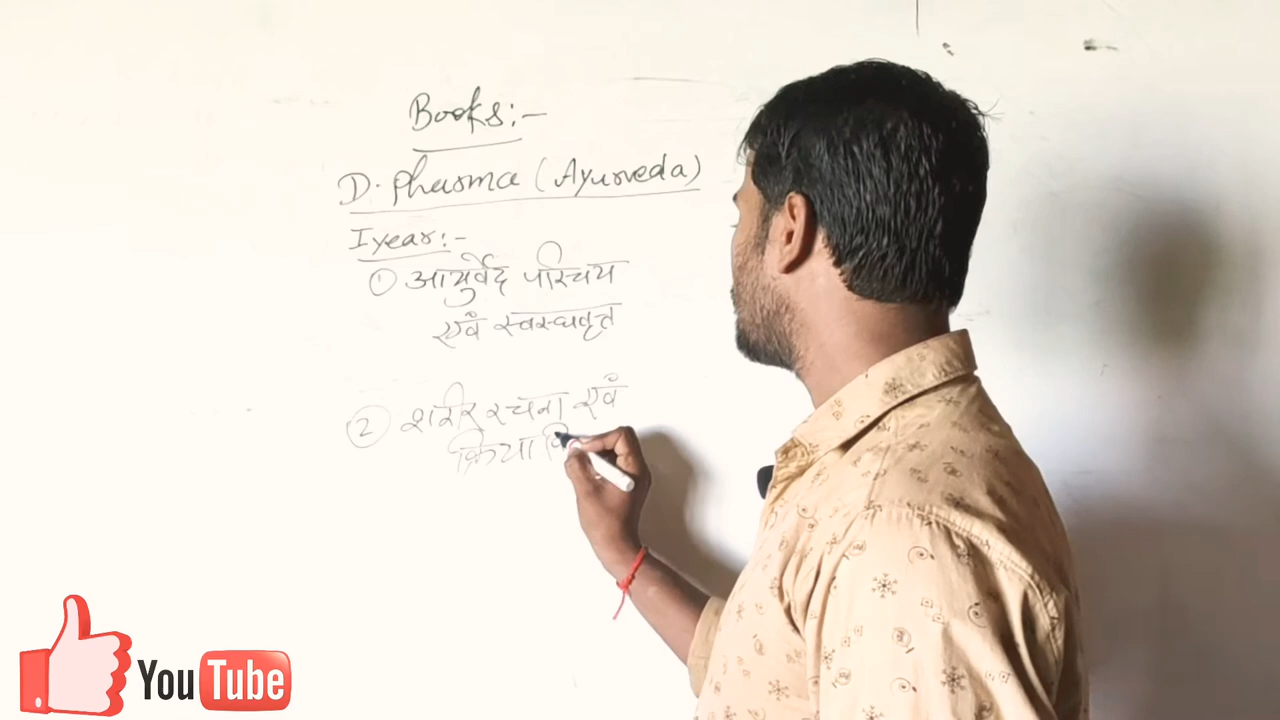 Books:-
D. Pharma (Ayurveda)
I year:-
① आयुर्वेद परिचय
एवं स्वस्थवृत्त
② शरीर रचना एवं
क्रिया वि
YouTube